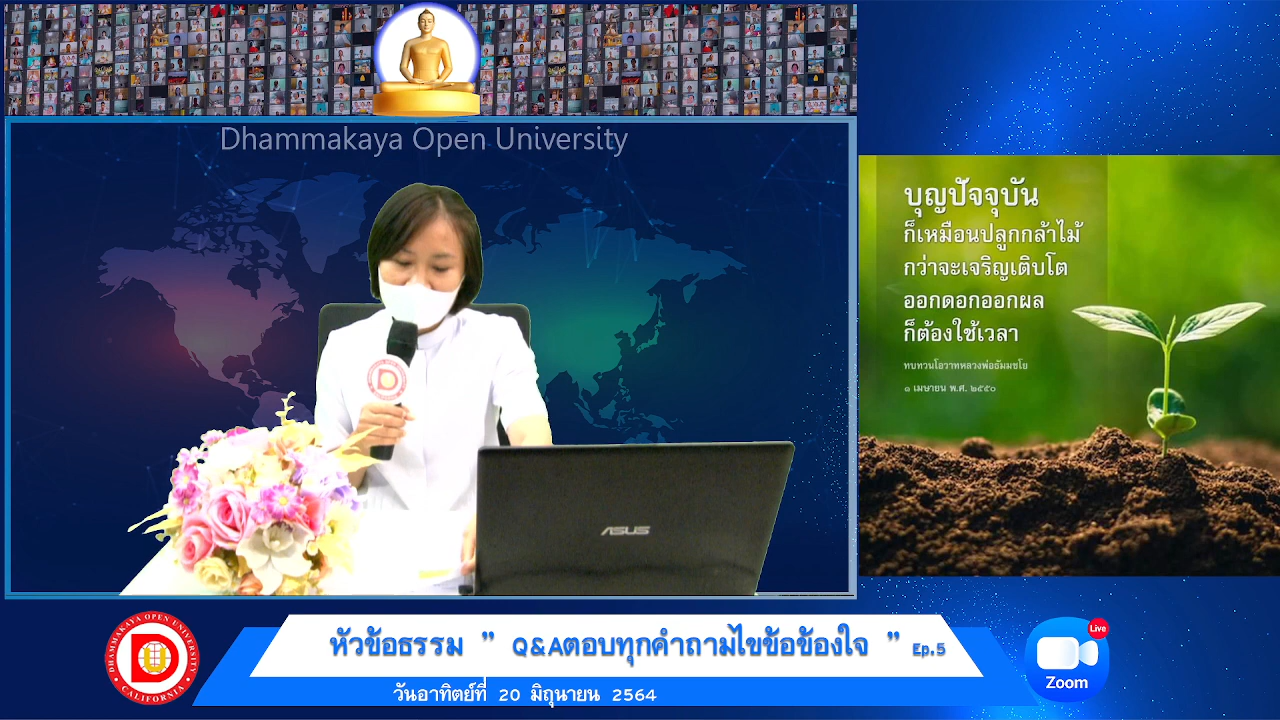 Dhammakaya Open University
บุญปัจจุบัน
ก็เหมือนปลูกกล้าไม้
กว่าจะเจริญเติบโต
ออกดอกออกผล
ก็ต้องใช้เวลา
ทบทวนโอวาทหลวงพ่อธัมมชโย
๑ เมษายน พ.ศ. ๒๕๕๐
D
ASUS
DHAMMAKAYA OPEN UNIVERSITY
D
CALIFORNIA
หัวข้อธรรม " Q&Aตอบทุกคำถามไขข้อข้องใจ " Ep.5
วันอาทิตย์ที่ 20 มิถุนายน 2564
Live
Zoom